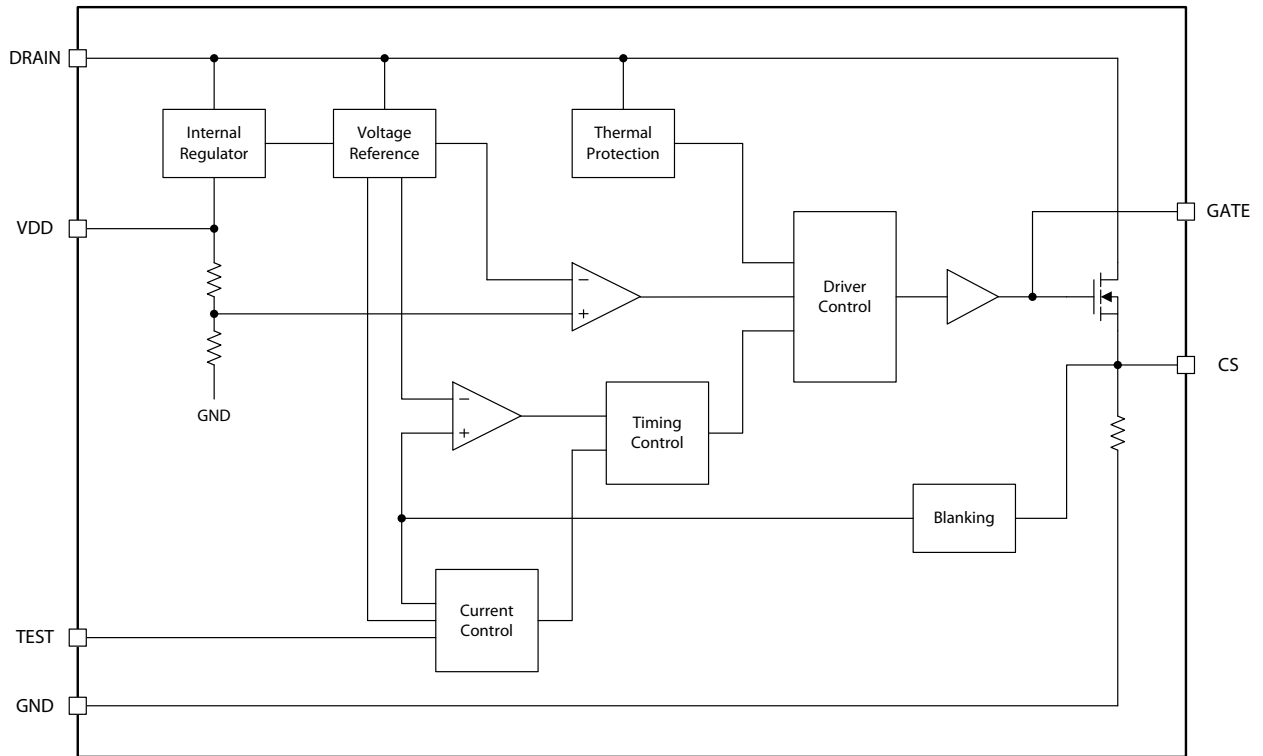 DRAIN
Internal
Regulator
Voltage
Reference
Thermal
Protection
VDD
GATE
−
+
Driver
Control
GND
CS
−
+
Timing
Control
Blanking
Current
Control
TEST
GND